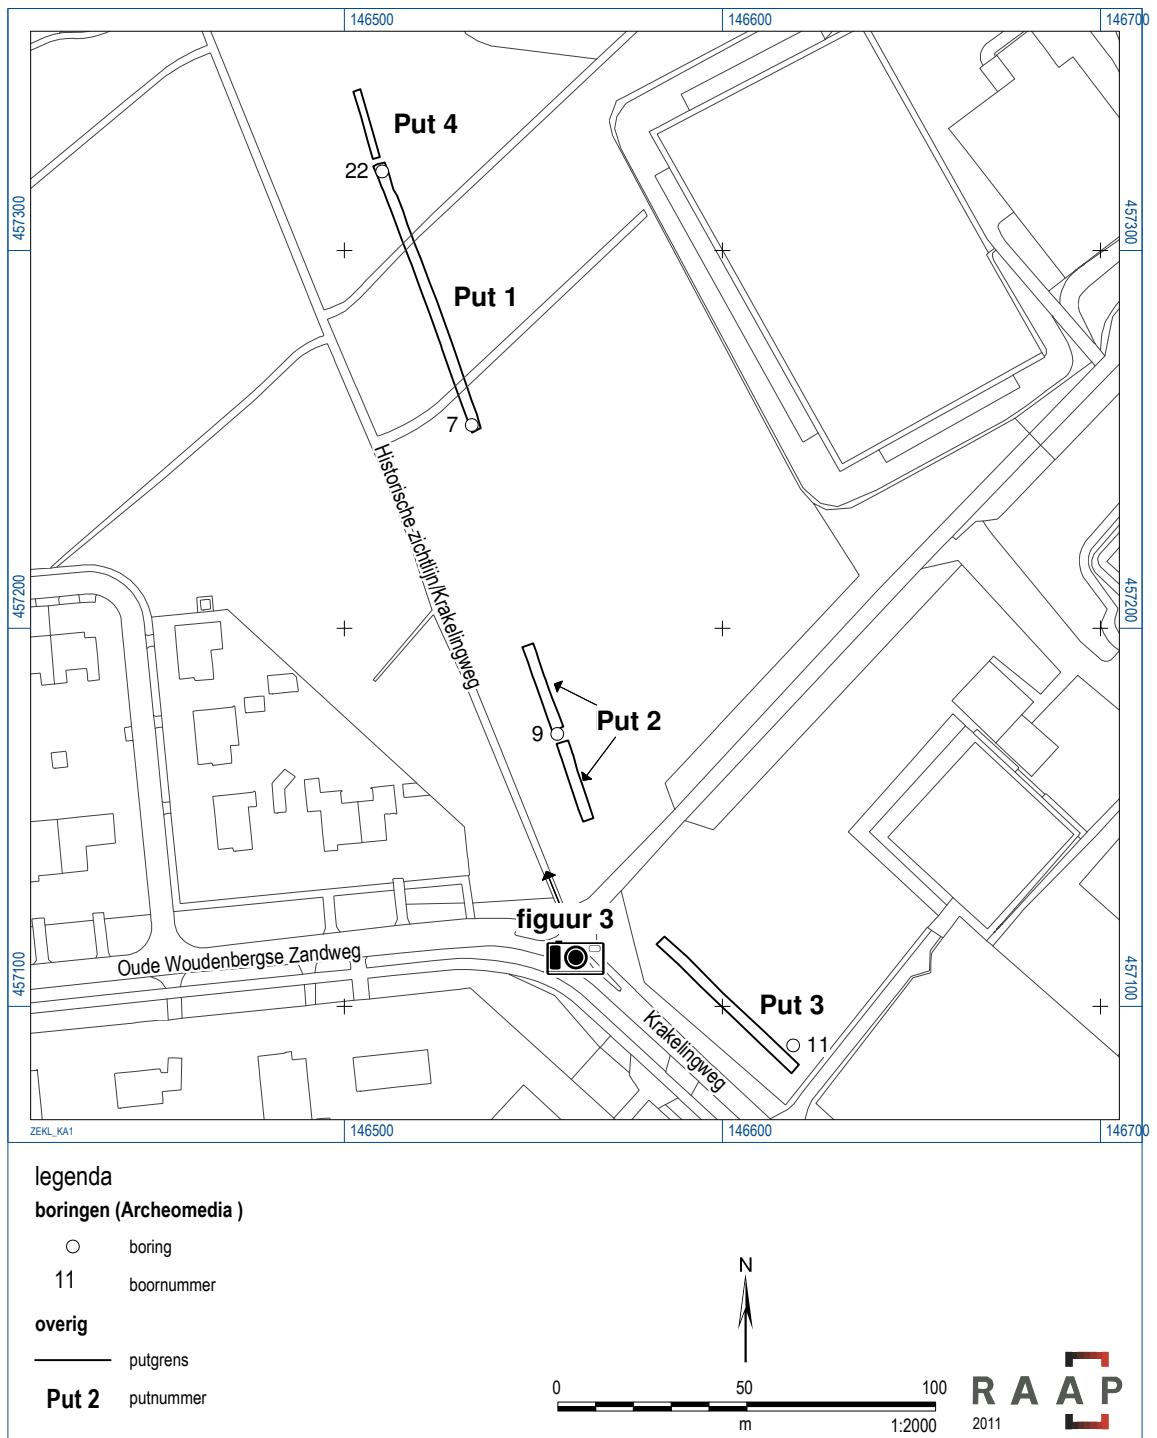 146500
146600
146700
Put 4
22
457300
457300
Put 1
7
Historische zichtlijn/Krakelingweg
457200
457200
Put 2
9
figuur 3
Oude Woudenbergse Zandweg
457100
457100
Put 3
11
Krakelingweg
ZEKL_KA1
146500
146600
146700
legenda
boringen (Archeomedia )
boring
11 boornummer
overig
putgrens
Put 2 putnummer
N
0 50 100
m 1:2000
RAAP
2011